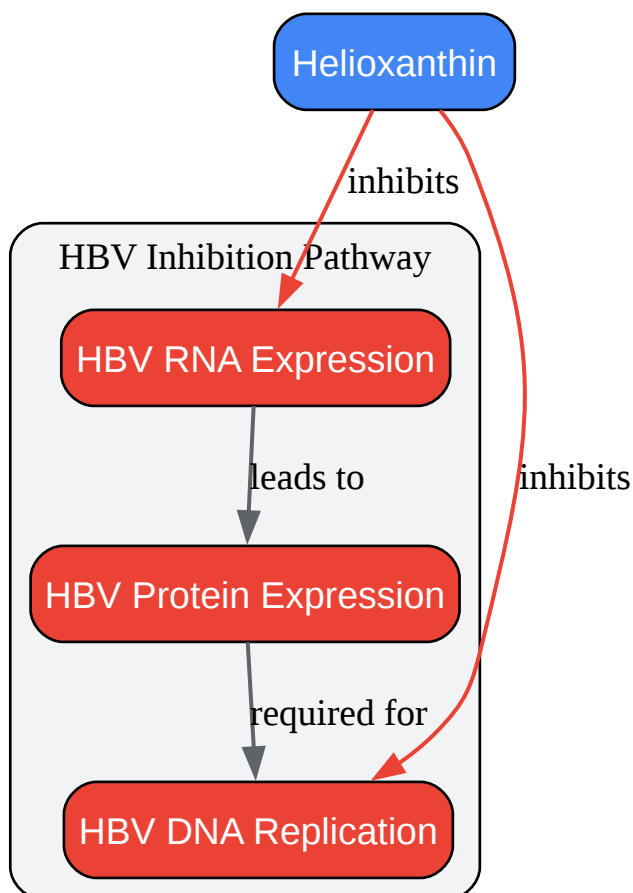 Helioxanthin
inhibits
HBV Inhibition Pathway
HBV RNA Expression
leads to
inhibits
HBV Protein Expression
required for
HBV DNA Replication